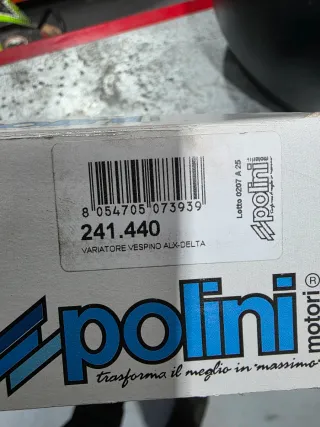 8 054705 073939
241.440
VARIATORE VESPINO ALX-DELTA
Lotto 0207 A 25
polini
motori
polini
motori ®
trasforma il meglio in "massimo"